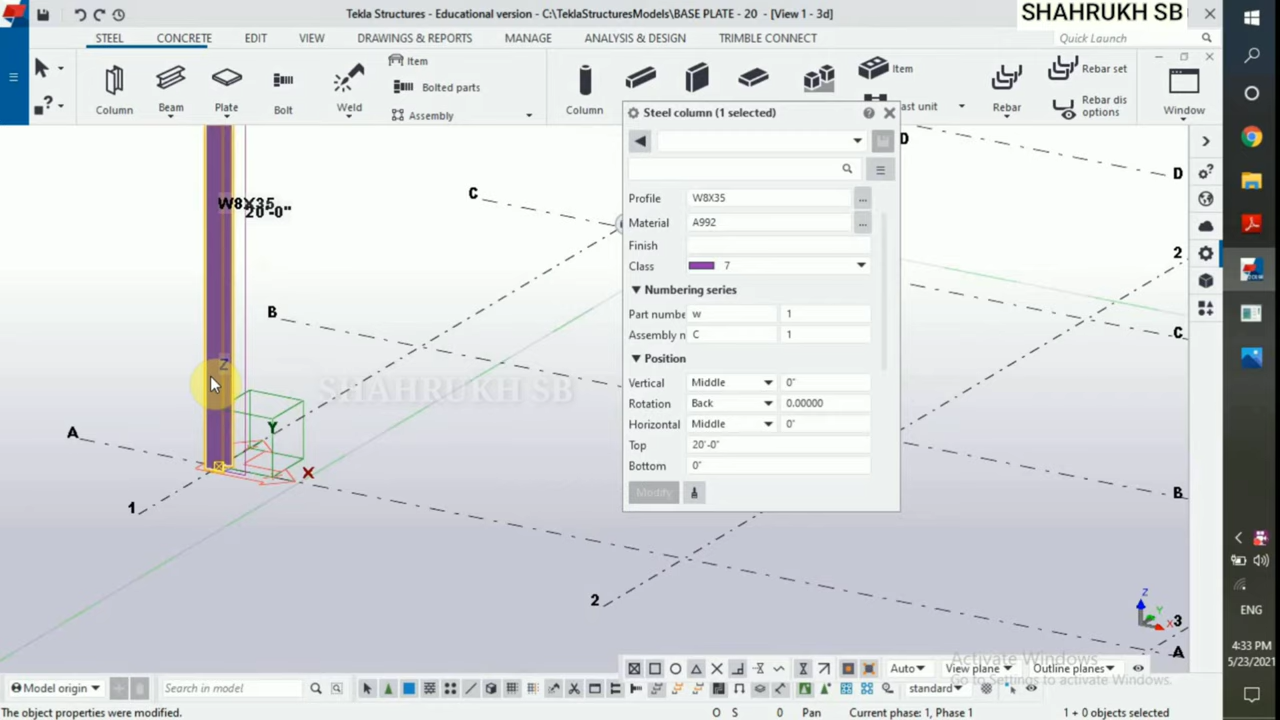 Tekla Structures - Educational version - C:\TeklaStructuresModels\BASE PLATE - 20 - [View 1 - 3d]
SHAHRUKH SB
STEEL CONCRETE EDIT VIEW DRAWINGS & REPORTS MANAGE ANALYSIS & DESIGN TRIMBLE CONNECT
Quick Launch
Item
Item
Rebar set
Bolted parts
Column Beam Plate Bolt Weld
Column
ast unit
Rebar
Rebar dis
options
Window
Assembly
Steel column (1 selected)
D
C
D
W8X35
20'-0"
Profile W8X35 ...
Material A992 ...
Finish
2
Class 7
Numbering series
B
Part numbe w 1
C
Assembly n C 1
Position
Z
Vertical Middle 0"
SHAHRUKH SB
Rotation Back 0.00000
Y
Horizontal Middle 0"
A
Top 20'-0"
Bottom 0"
X
Modify
B
1
2
Z
Y
X
3
A
ENG
4:33 PM
5/23/2021
Activate Windows
Go to Settings to activate Windows.
Auto View plane Outline planes
Model origin Search in model standard
The object properties were modified. O S 0 Pan Current phase: 1, Phase 1 1 + 0 objects selected